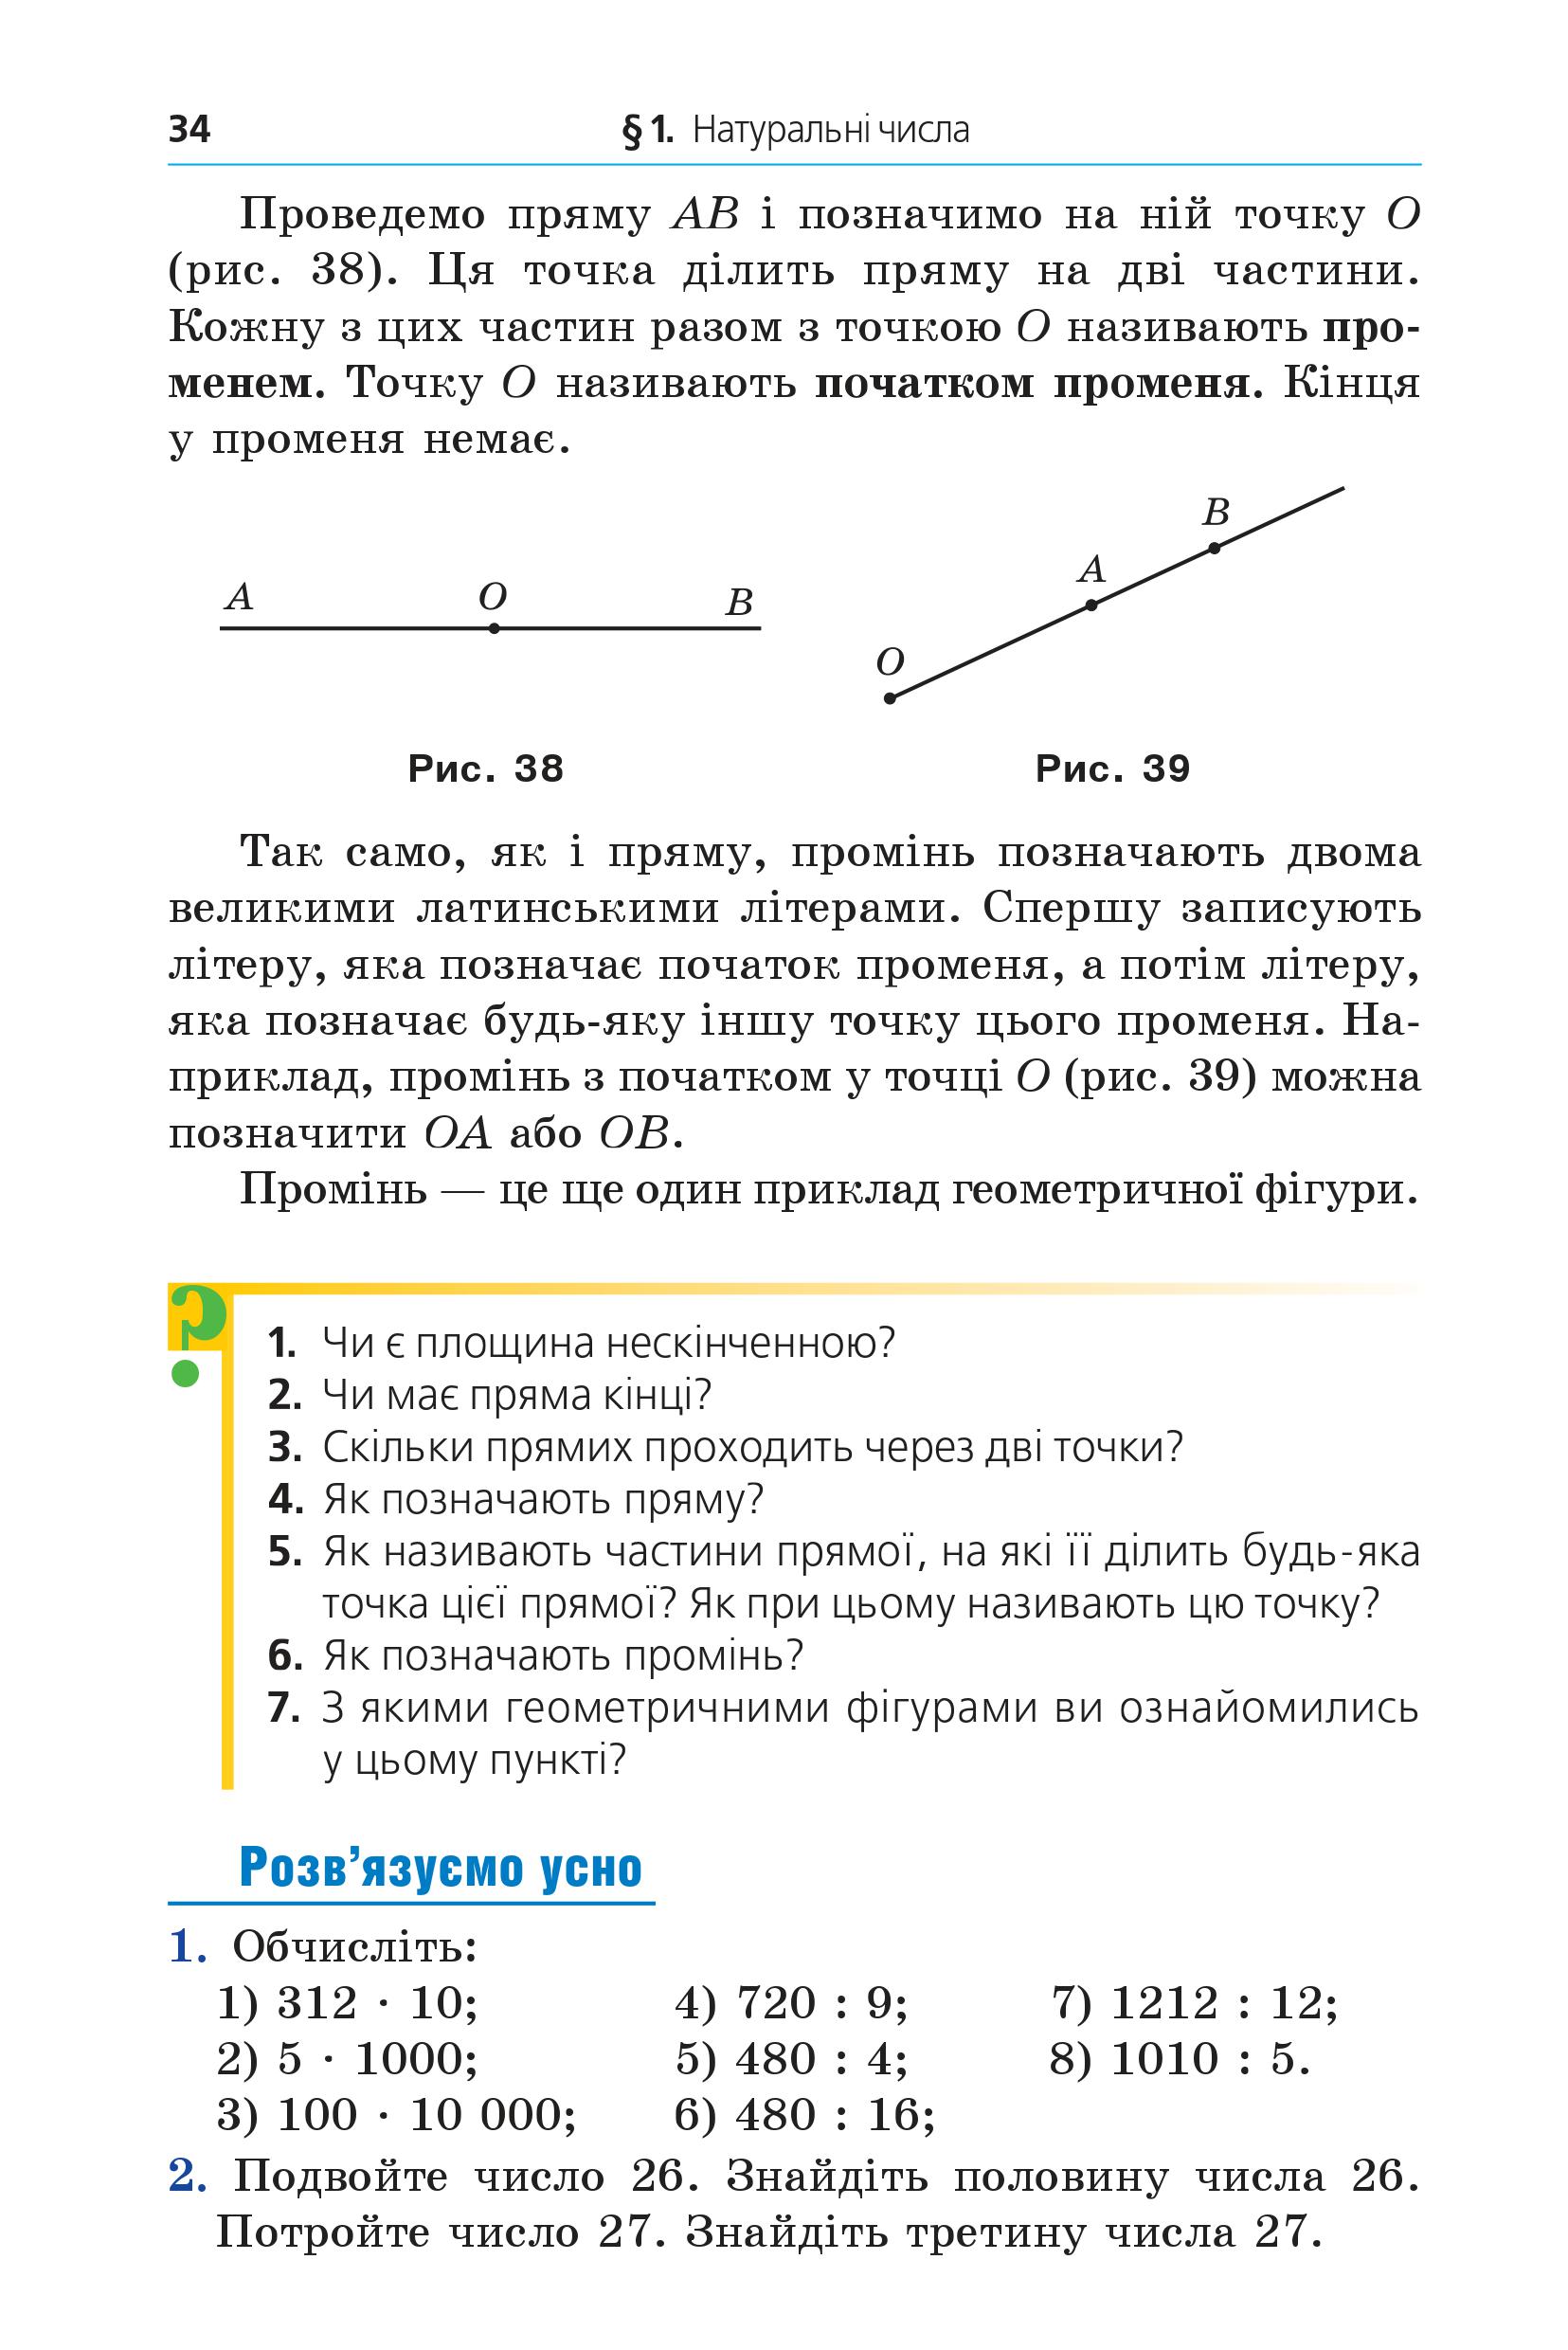 34 § 1. Натуральні числа
Проведемо пряму AB і позначимо на ній точку O
(рис. 38). Ця точка ділить пряму на дві частини.
Кожну з цих частин разом з точкою O називають про-
менем. Точку O називають початком променя. Кінця
у променя немає.
A O B
O A B
Рис. 38 Рис. 39
Так само, як і пряму, промінь позначають двома
великими латинськими літерами. Спершу записують
літеру, яка позначає початок променя, а потім літеру,
яка позначає будь-яку іншу точку цього променя. На-
приклад, промінь з початком у точці O (рис. 39) можна
позначити OA або OB.
Промінь — це ще один приклад геометричної фігури.
?
1. Чи є площина нескінченною?
2. Чи має пряма кінці?
3. Скільки прямих проходить через дві точки?
4. Як позначають пряму?
5. Як називають частини прямої, на які її ділить будь-яка
точка цієї прямої? Як при цьому називають цю точку?
6. Як позначають промінь?
7. З якими геометричними фігурами ви ознайомились
у цьому пункті?
Розв’язуємо усно
1. Обчисліть:
1) 312 · 10; 4) 720 : 9; 7) 1212 : 12;
2) 5 · 1000; 5) 480 : 4; 8) 1010 : 5.
3) 100 · 10 000; 6) 480 : 16;
2. Подвойте число 26. Знайдіть половину числа 26.
Потройте число 27. Знайдіть третину числа 27.